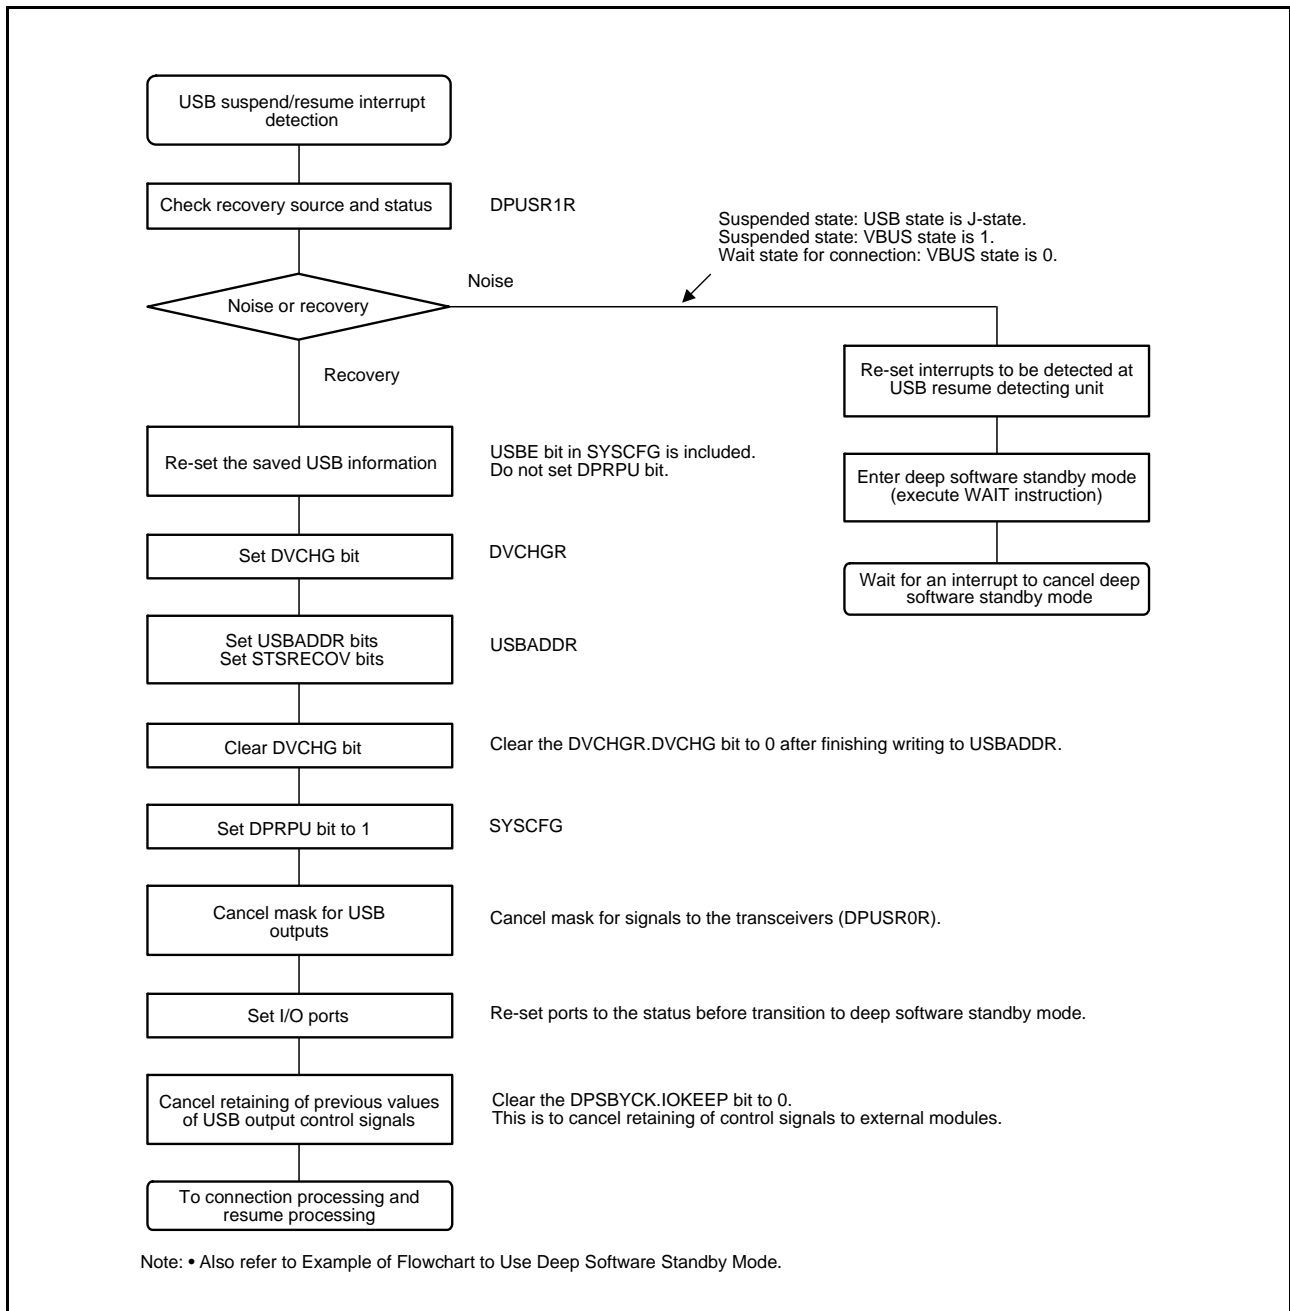 USB suspend/resume interrupt
detection
Check recovery source and status
DPUSR1R
Suspended state: USB state is J-state.
Suspended state: VBUS state is 1.
Wait state for connection: VBUS state is 0.
Noise
Noise or recovery
Recovery
Re-set interrupts to be detected at
USB resume detecting unit
Re-set the saved USB information
USBE bit in SYSCFG is included.
Do not set DPRPU bit.
Enter deep software standby mode
(execute WAIT instruction)
Set DVCHG bit
DVCHGR
Wait for an interrupt to cancel deep
software standby mode
Set USBADDR bits
Set STSRECOV bits
USBADDR
Clear DVCHG bit
Clear the DVCHGR.DVCHG bit to 0 after finishing writing to USBADDR.
Set DPRPU bit to 1
SYSCFG
Cancel mask for USB
outputs
Cancel mask for signals to the transceivers (DPUSR0R).
Set I/O ports
Re-set ports to the status before transition to deep software standby mode.
Cancel retaining of previous values
of USB output control signals
Clear the DPSBYCK.IOKEEP bit to 0.
This is to cancel retaining of control signals to external modules.
To connection processing and
resume processing
Note: • Also refer to Example of Flowchart to Use Deep Software Standby Mode.